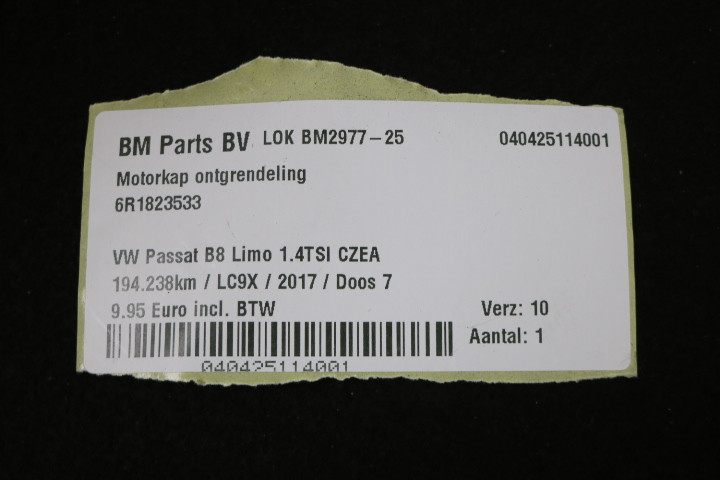 BM Parts BV LOK BM2977-25 040425114001
Motorkap ontgrendeling
6R1823533
VW Passat B8 Limo 1.4TSI CZEA
194.238km / LC9X / 2017 / Doos 7
9.95 Euro incl. BTW Verz: 10
Aantal: 1
040425114001